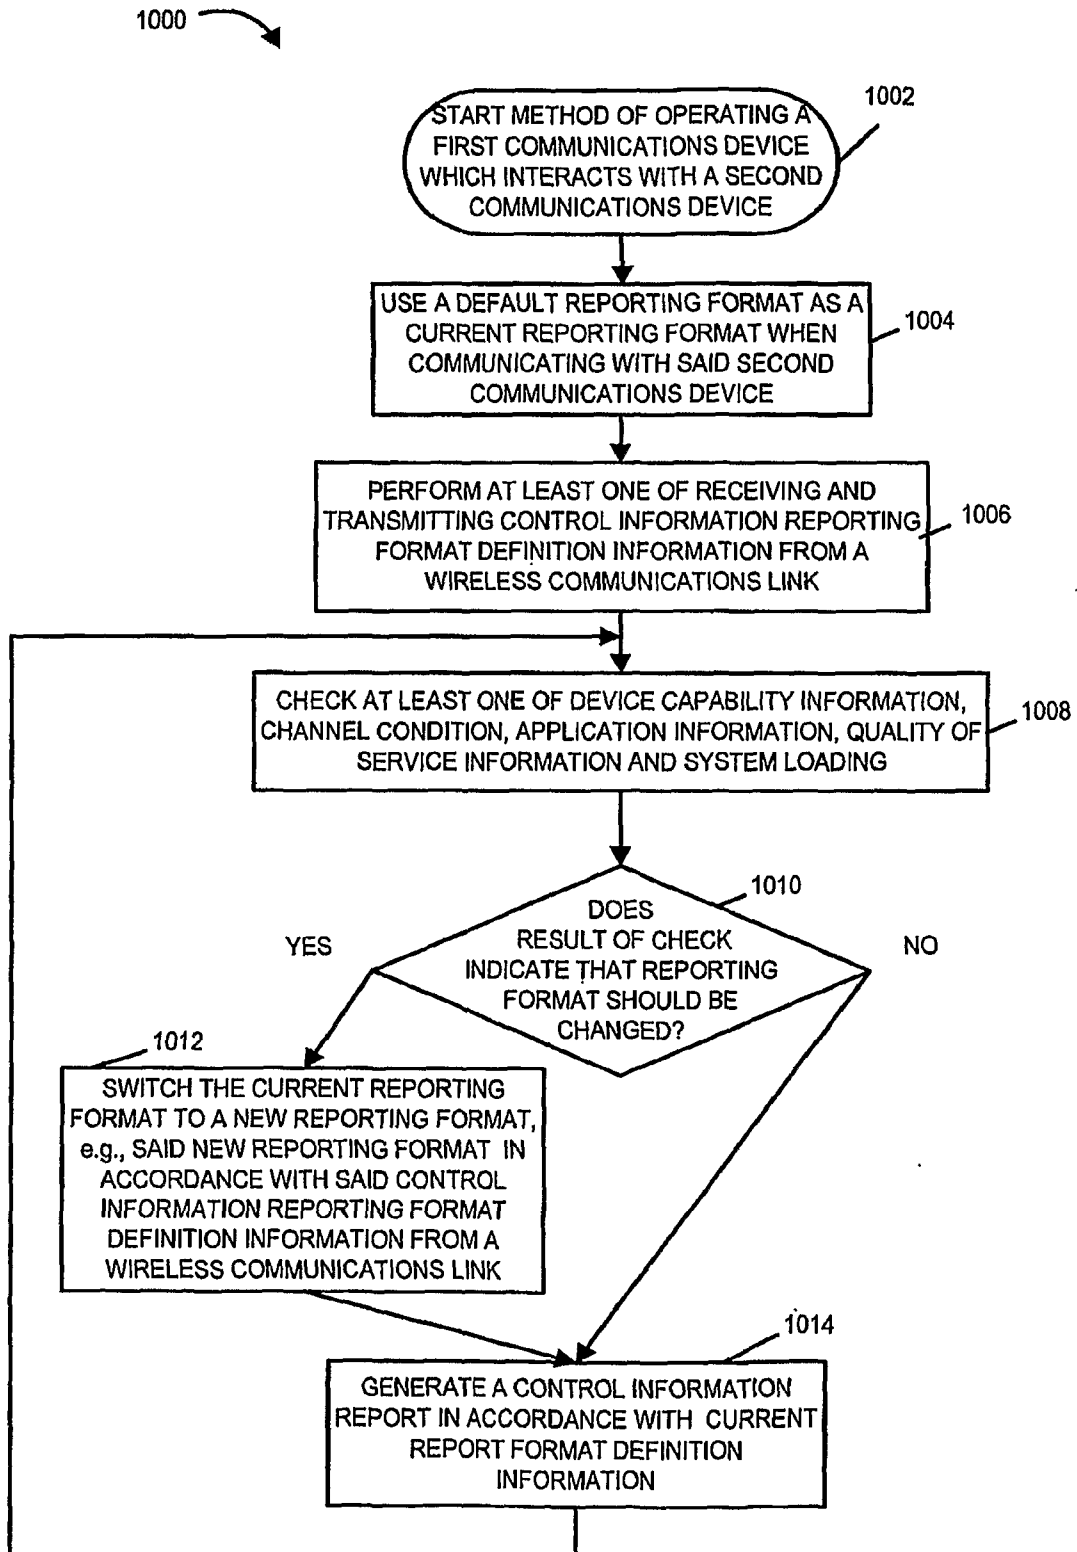 1000
1002
START METHOD OF OPERATING A
FIRST COMMUNICATIONS DEVICE
WHICH INTERACTS WITH A SECOND
COMMUNICATIONS DEVICE
1004
USE A DEFAULT REPORTING FORMAT AS A
CURRENT REPORTING FORMAT WHEN
COMMUNICATING WITH SAID SECOND
COMMUNICATIONS DEVICE
1006
PERFORM AT LEAST ONE OF RECEIVING AND
TRANSMITTING CONTROL INFORMATION REPORTING
FORMAT DEFINITION INFORMATION FROM A
WIRELESS COMMUNICATIONS LINK
1008
CHECK AT LEAST ONE OF DEVICE CAPABILITY INFORMATION,
CHANNEL CONDITION, APPLICATION INFORMATION, QUALITY OF
SERVICE INFORMATION AND SYSTEM LOADING
1010
DOES
RESULT OF CHECK
INDICATE THAT REPORTING
FORMAT SHOULD BE
CHANGED?
YES
NO
1012
SWITCH THE CURRENT REPORTING
FORMAT TO A NEW REPORTING FORMAT,
e.g., SAID NEW REPORTING FORMAT IN
ACCORDANCE WITH SAID CONTROL
INFORMATION REPORTING FORMAT
DEFINITION INFORMATION FROM A
WIRELESS COMMUNICATIONS LINK
1014
GENERATE A CONTROL INFORMATION
REPORT IN ACCORDANCE WITH CURRENT
REPORT FORMAT DEFINITION
INFORMATION